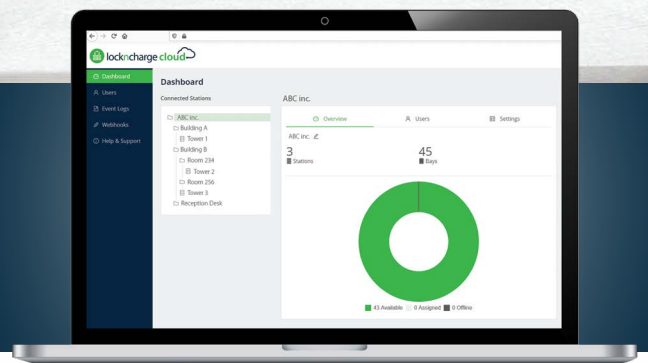 lockncharge cloud
Dashboard
Users
Event Logs
Webhooks
Help & Support
Dashboard
Connected Stations
ABC inc.
Building A
Tower 1
Building B
Room 234
Tower 2
Room 256
Tower 3
Reception Desk
ABC inc.
Overview
Users
Settings
ABC inc.
3
Stations
45
Bays
43 Available
0 Assigned
0 Offline